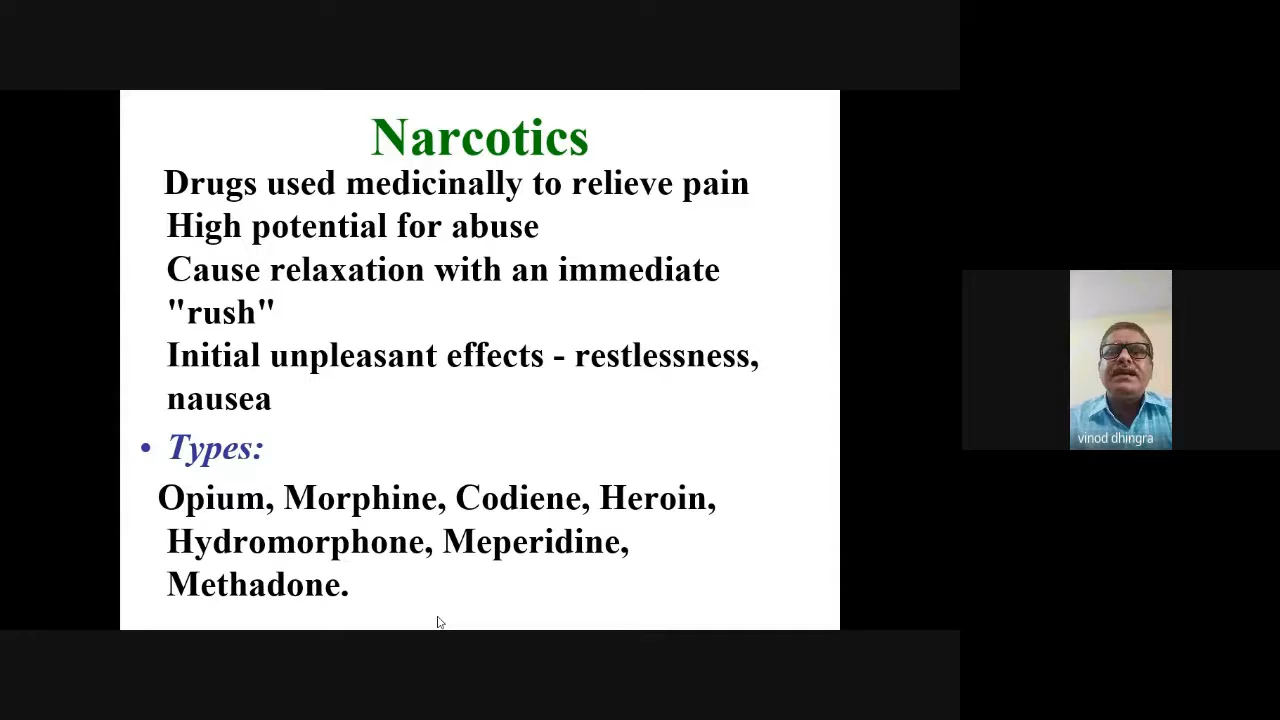 Narcotics
Drugs used medicinally to relieve pain
High potential for abuse
Cause relaxation with an immediate
"rush"
Initial unpleasant effects - restlessness,
nausea
• Types:
Opium, Morphine, Codiene, Heroin,
Hydromorphone, Meperidine,
Methadone.
vinod dhingra